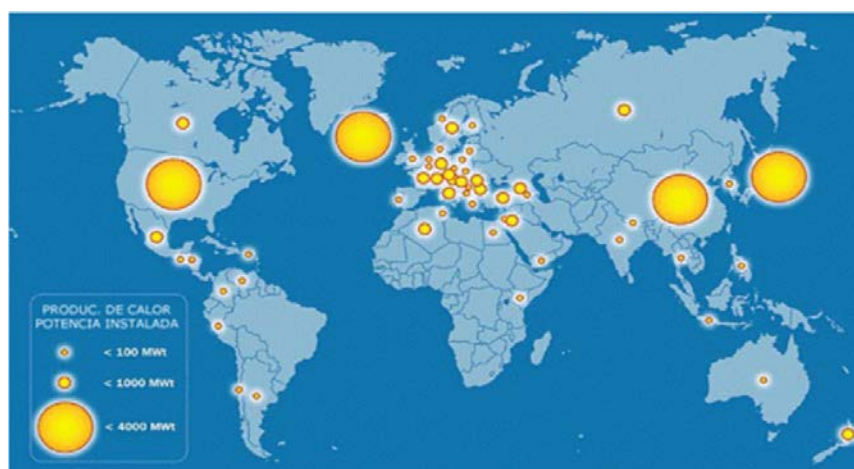 PRODUC. DE CALOR
POTENCIA INSTALADA
< 100 MWt
< 1000 MWt
< 4000 MWt